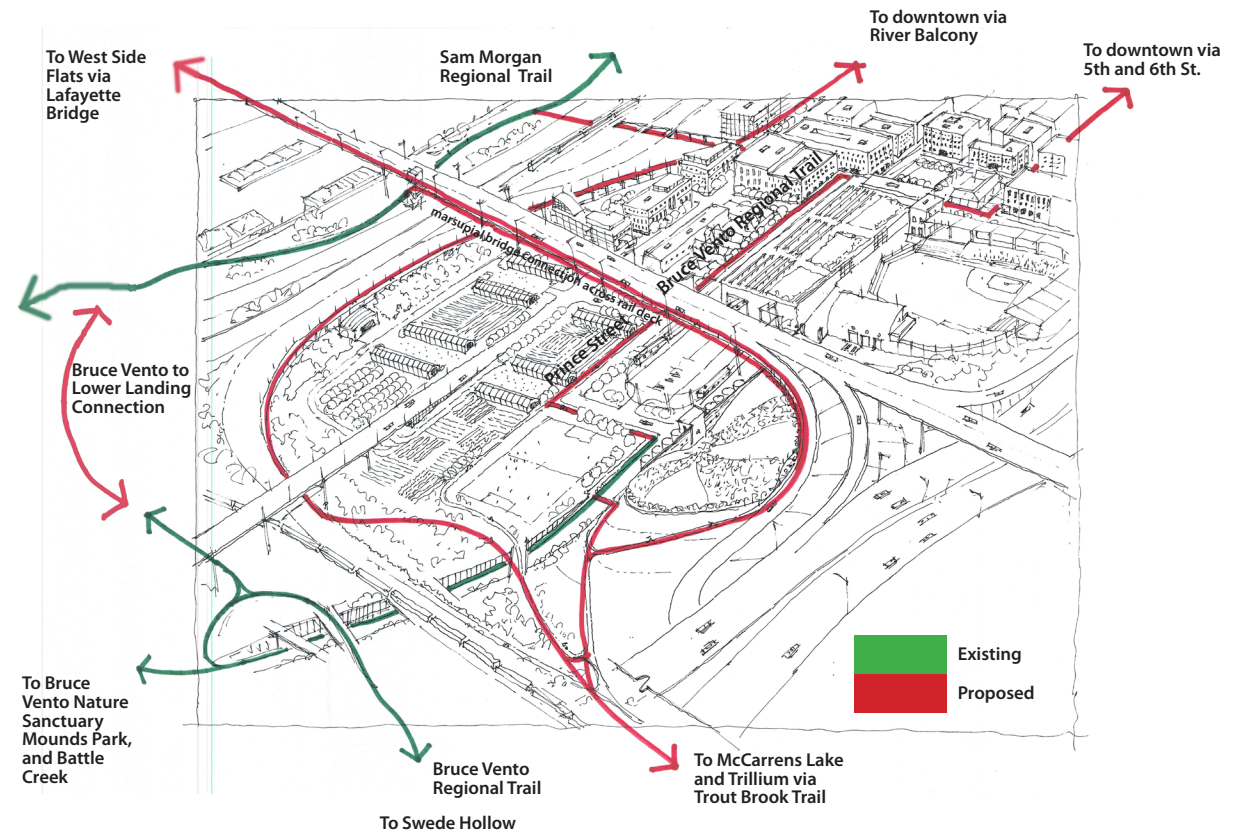 To downtown via
River Balcony
To downtown via
5th and 6th St.
To West Side
Flats via
Lafayette
Bridge
Sam Morgan
Regional Trail
Bruce Vento Regional Trail
marsupial bridge connection across rail deck
Prince Street
Bruce Vento to
Lower Landing
Connection
Existing
Proposed
To Bruce
Vento Nature
Sanctuary
Mounds Park,
and Battle
Creek
Bruce Vento
Regional Trail
To McCarrens Lake
and Trillium via
Trout Brook Trail
To Swede Hollow